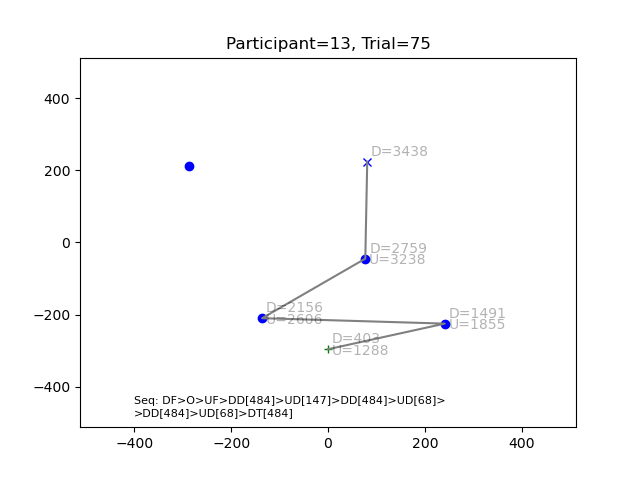 Participant=13, Trial=75
400
200
0
−200
−400
−400
−200
0
200
400
D=3438
D=2759
U=3238
D=2156
U=2606
D=1491
U=1855
D=403
U=1288
Seq: DF>O>UF>DD[484]>UD[147]>DD[484]>UD[68]>
>DD[484]>UD[68]>DT[484]